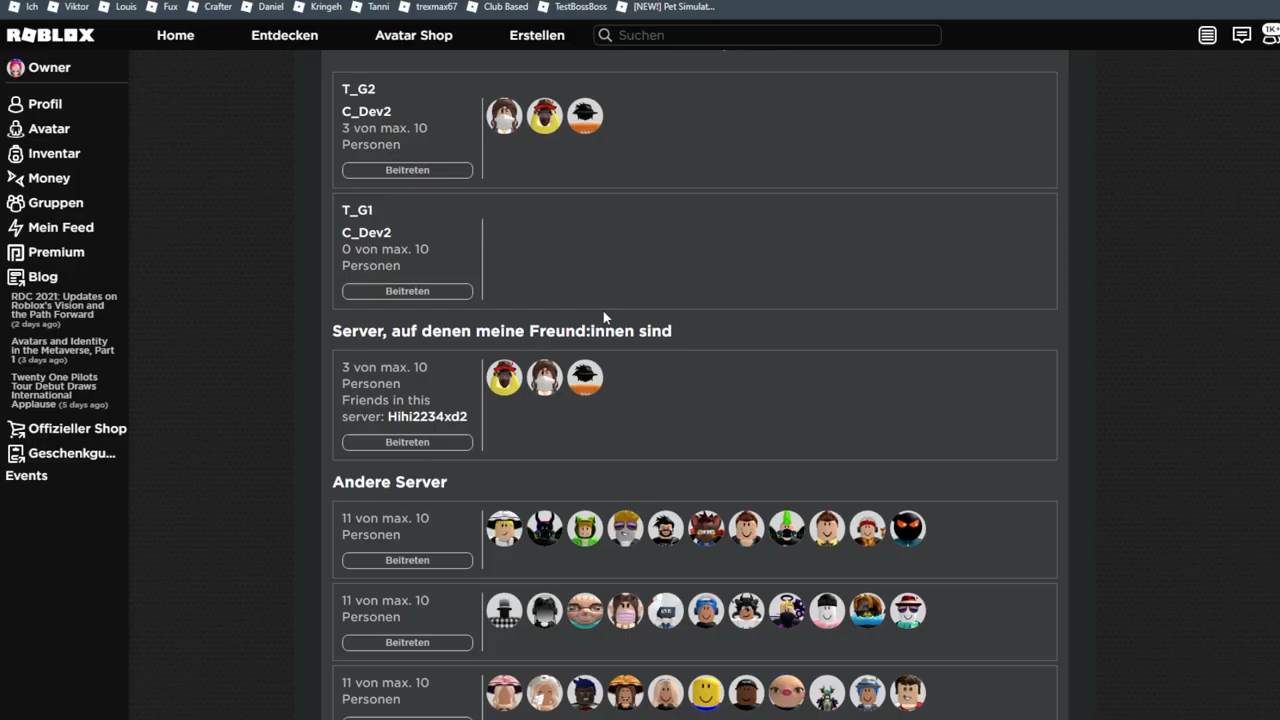 Ich Viktor Louis Fux Crafter Daniel Kringeh Tanni trexmax67 Club Based TestBossBoss [NEW!] Pet Simulat...
ROBLOX Home Entdecken Avatar Shop Erstellen Suchen 1K+
Owner
Profil
Avatar
Inventar
Money
Gruppen
Mein Feed
Premium
Blog
RDC 2021: Updates on
Roblox's Vision and
the Path Forward
(2 days ago)
Avatars and Identity
in the Metaverse, Part
1 (3 days ago)
Twenty One Pilots
Tour Debut Draws
International
Applause (5 days ago)
Offizieller Shop
Geschenkgu...
Events
T_G2
C_Dev2
3 von max. 10
Personen
Beitreten
T_G1
C_Dev2
0 von max. 10
Personen
Beitreten
Server, auf denen meine Freund:innen sind
3 von max. 10
Personen
Friends in this
server: Hihi2234xd2
Beitreten
Andere Server
11 von max. 10
Personen
Beitreten
11 von max. 10
Personen
Beitreten
11 von max. 10
Personen